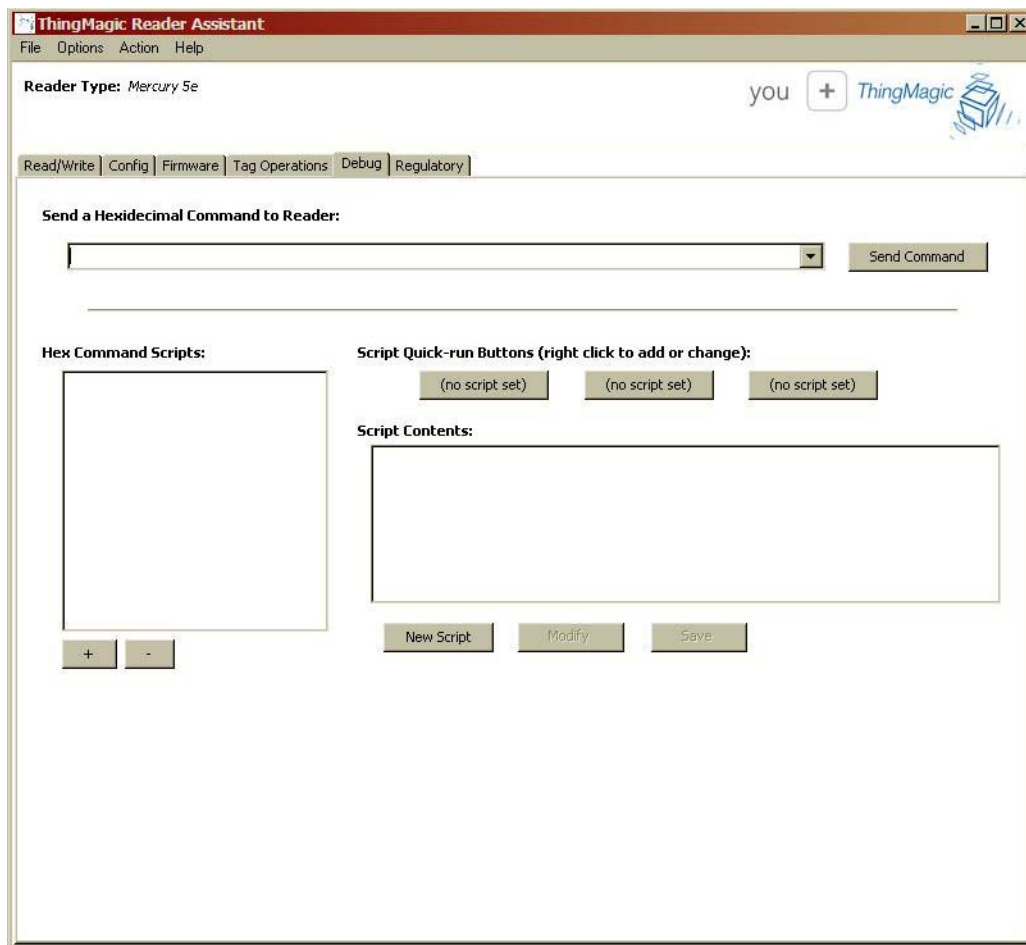 ThingMagic Reader Assistant
File Options Action Help
Reader Type: Mercury 5e
you + ThingMagic
Read/Write Config Firmware Tag Operations Debug Regulatory
Send a Hexidecimal Command to Reader:
Send Command
Hex Command Scripts:
Script Quick-run Buttons (right click to add or change):
(no script set) (no script set) (no script set)
Script Contents:
New Script Modify Save
+ -